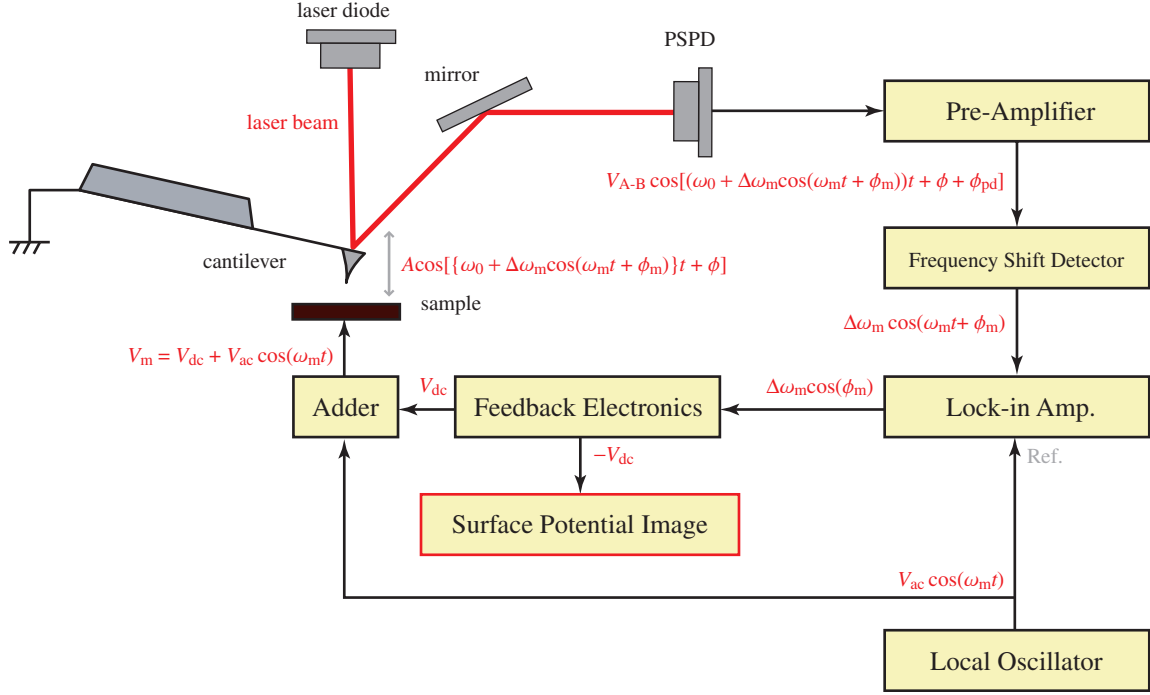 laser diode
PSPD
mirror
laser beam
Pre-Amplifier
V_A-B cos[(ω_0 + Δω_m cos(ω_m t + ϕ_m))t + ϕ + ϕ_pd]
cantilever
A cos[{ω_0 + Δω_m cos(ω_m t + ϕ_m)}t + ϕ]
Frequency Shift Detector
sample
Δω_m cos(ω_m t + ϕ_m)
V_m = V_dc + V_ac cos(ω_m t)
V_dc
Δω_m cos(ϕ_m)
Adder
Feedback Electronics
Lock-in Amp.
−V_dc
Ref.
Surface Potential Image
V_ac cos(ω_m t)
Local Oscillator